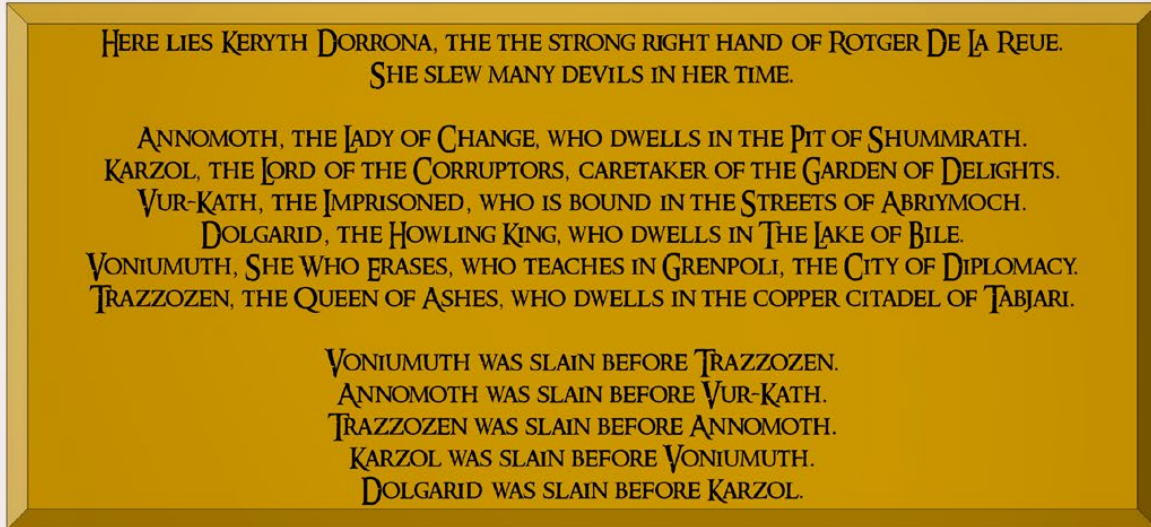 Here lies Keryth Dorrona, the the strong right hand of Rotger De La Reue.
She slew many devils in her time.
Annomoth, the Lady of Change, who dwells in the Pit of Shummrath.
Karzol, the Lord of the Corruptors, caretaker of the Garden of Delights.
Vur-Kath, the Imprisoned, who is bound in the Streets of Abriymoch.
Dolgarid, the Howling King, who dwells in The Lake of Bile.
Voniumuth, She Who Erases, who teaches in Grenpoli, the City of Diplomacy.
Trazzozen, the Queen of Ashes, who dwells in the copper citadel of Tabjari.
Voniumuth was slain before Trazzozen.
Annomoth was slain before Vur-Kath.
Trazzozen was slain before Annomoth.
Karzol was slain before Voniumuth.
Dolgarid was slain before Karzol.